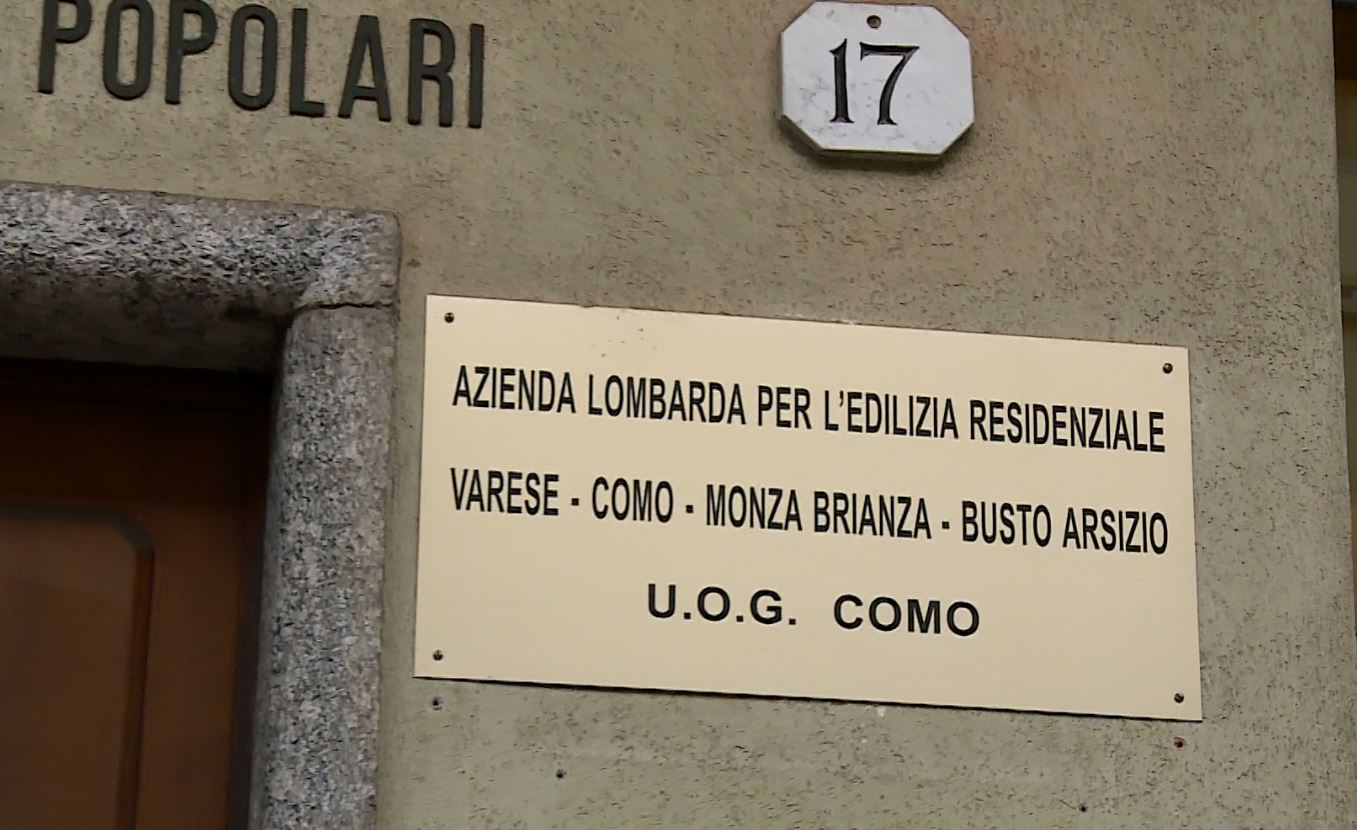 POPOLARI
17
AZIENDA LOMBARDA PER L'EDILIZIA RESIDENZIALE
VARESE - COMO - MONZA BRIANZA - BUSTO ARSIZIO
U.O.G. COMO